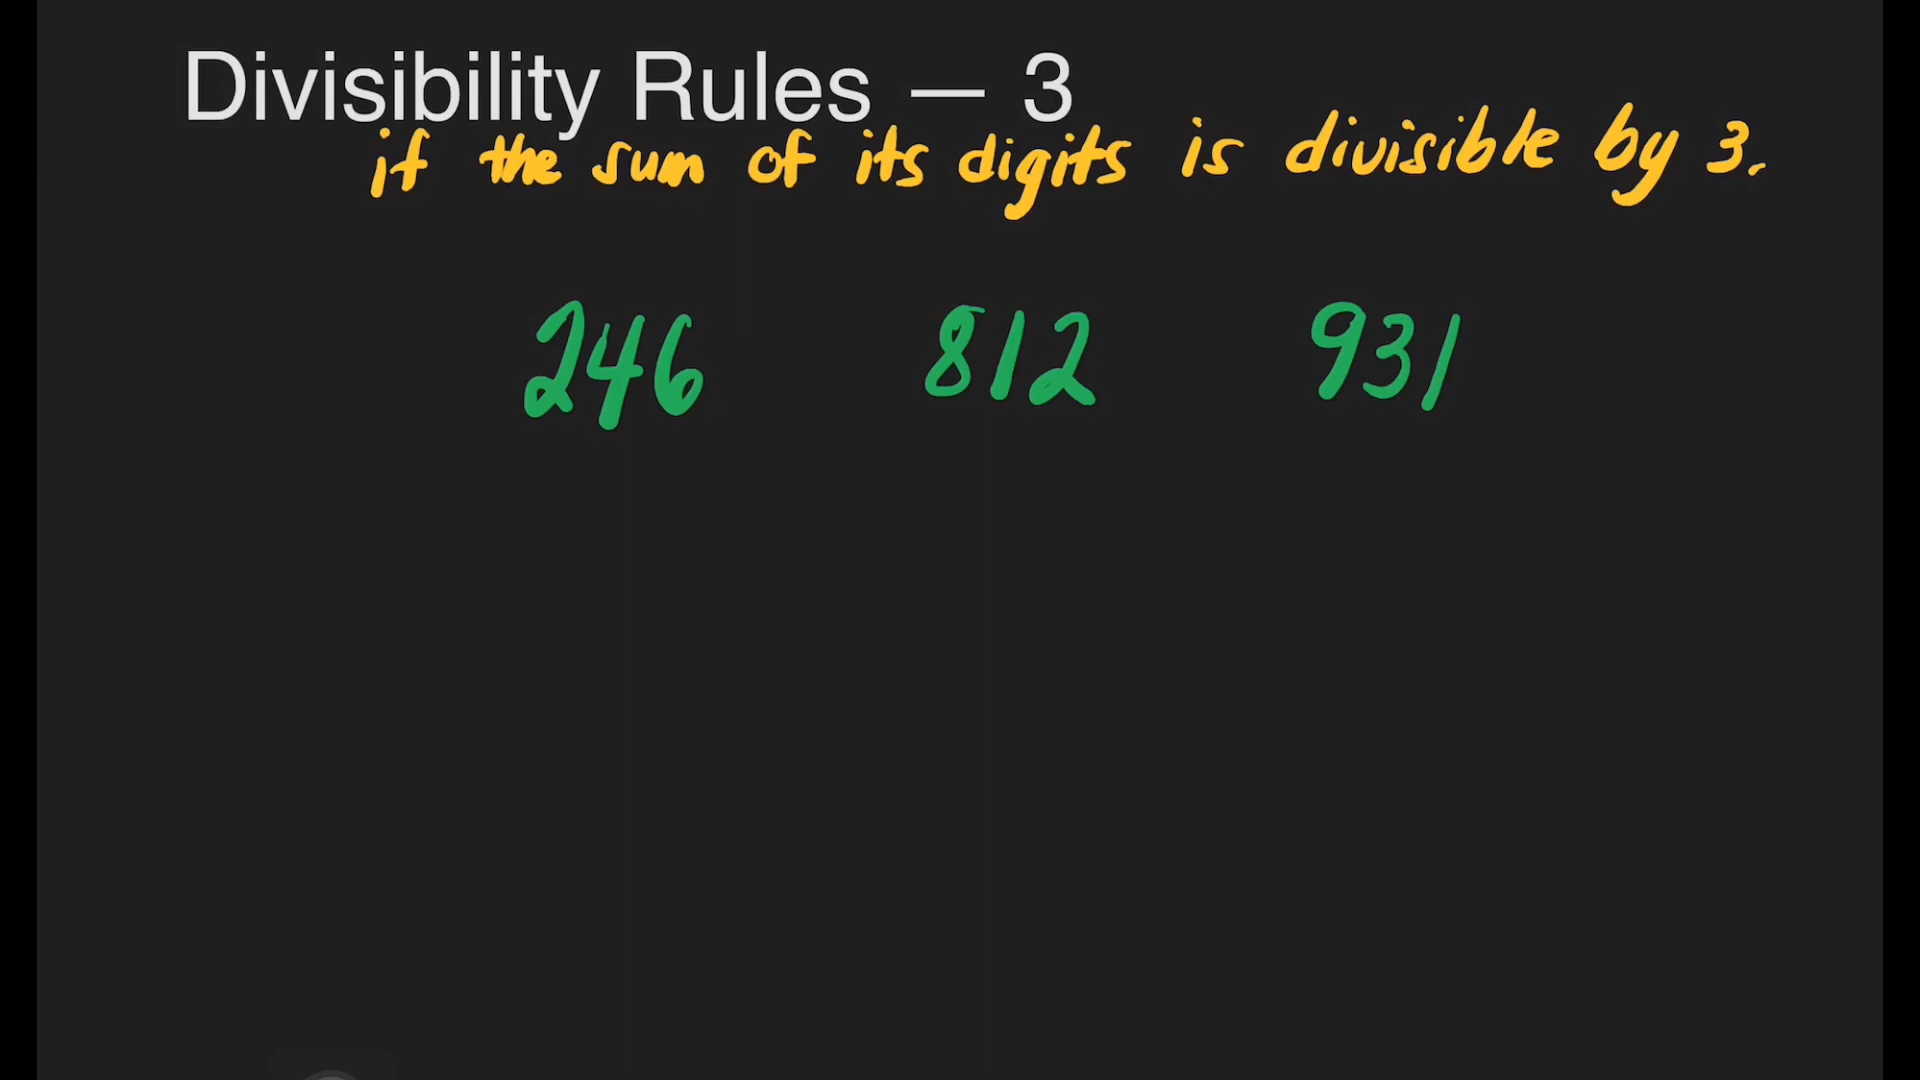 Divisibility Rules — 3
if the sum of its digits is divisible by 3.
246 812 931